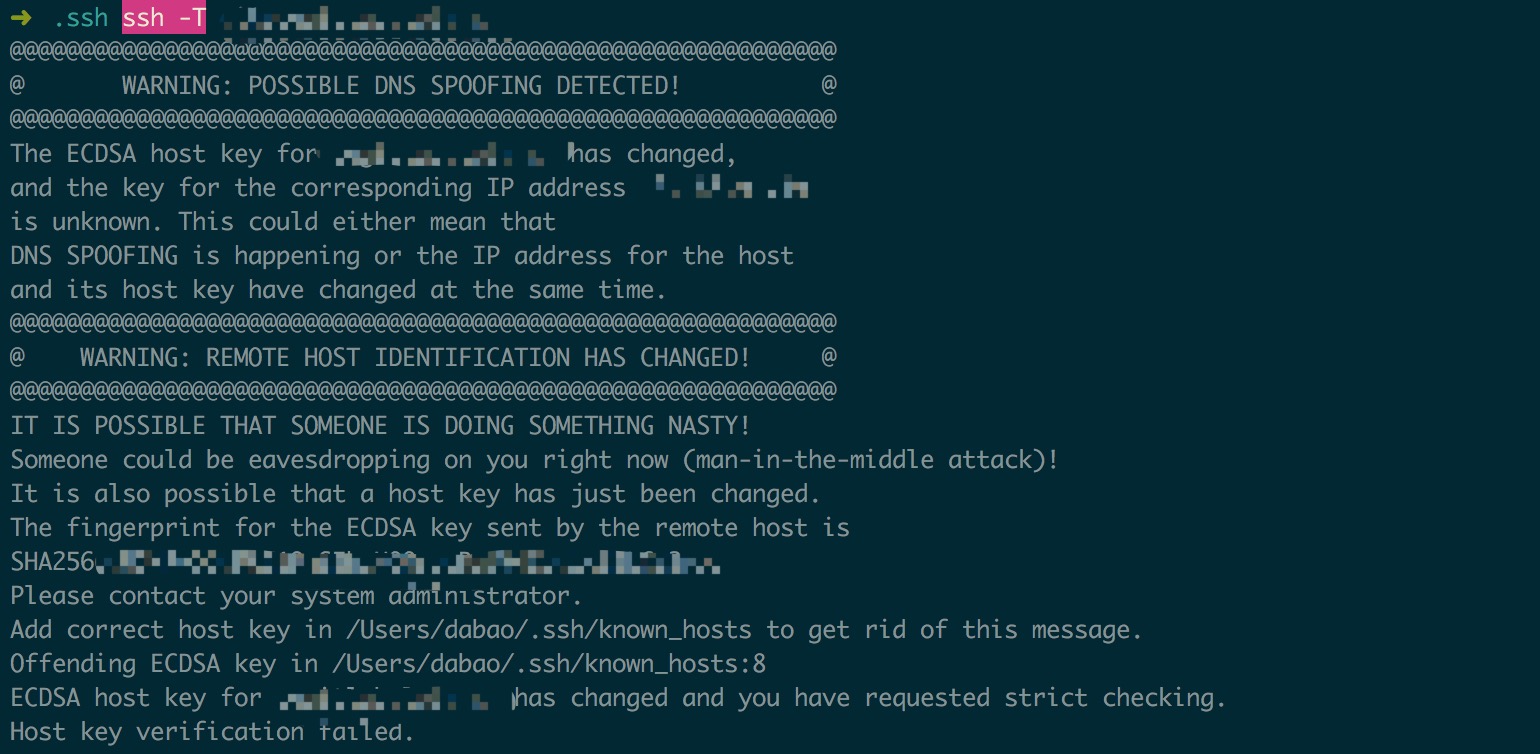 ➜ .ssh ssh -T
@@@@@@@@@@@@@@@@@@@@@@@@@@@@@@@@@@@@@@@@@@@@@@@@@@@@@@@@@@@
@       WARNING: POSSIBLE DNS SPOOFING DETECTED!          @
@@@@@@@@@@@@@@@@@@@@@@@@@@@@@@@@@@@@@@@@@@@@@@@@@@@@@@@@@@@
The ECDSA host key for has changed,
and the key for the corresponding IP address
is unknown. This could either mean that
DNS SPOOFING is happening or the IP address for the host
and its host key have changed at the same time.
@@@@@@@@@@@@@@@@@@@@@@@@@@@@@@@@@@@@@@@@@@@@@@@@@@@@@@@@@@@
@    WARNING: REMOTE HOST IDENTIFICATION HAS CHANGED!     @
@@@@@@@@@@@@@@@@@@@@@@@@@@@@@@@@@@@@@@@@@@@@@@@@@@@@@@@@@@@
IT IS POSSIBLE THAT SOMEONE IS DOING SOMETHING NASTY!
Someone could be eavesdropping on you right now (man-in-the-middle attack)!
It is also possible that a host key has just been changed.
The fingerprint for the ECDSA key sent by the remote host is
SHA256
Please contact your system administrator.
Add correct host key in /Users/dabao/.ssh/known_hosts to get rid of this message.
Offending ECDSA key in /Users/dabao/.ssh/known_hosts:8
ECDSA host key for has changed and you have requested strict checking.
Host key verification failed.